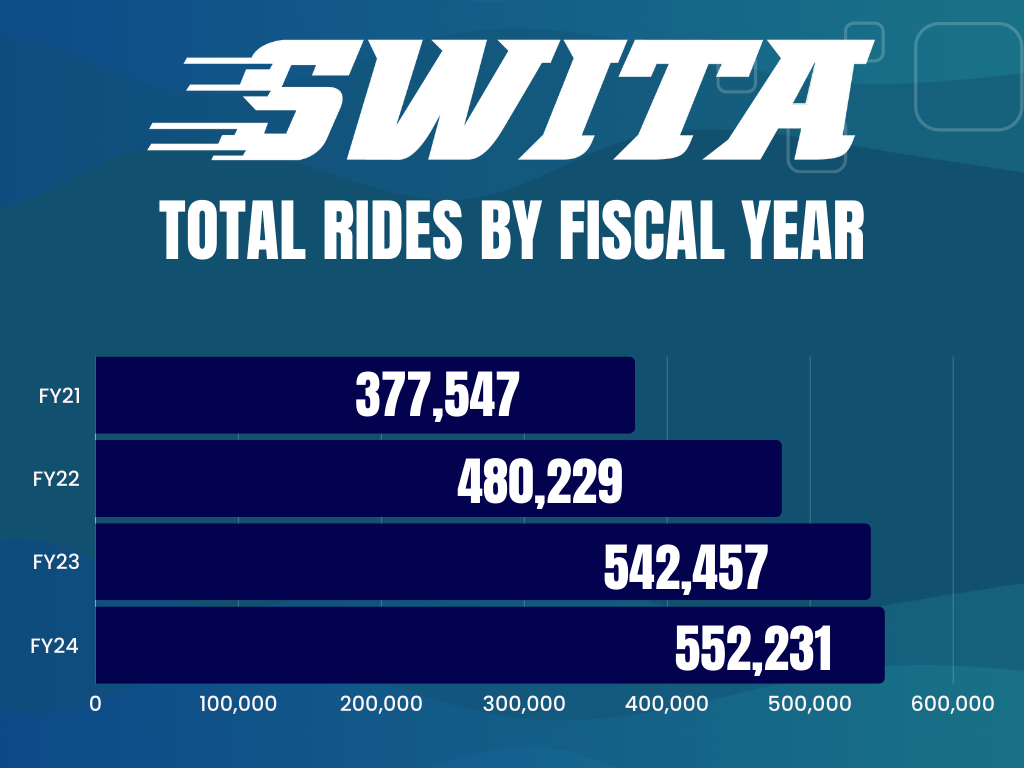 SWITA
TOTAL RIDES BY FISCAL YEAR
FY21
377,547
FY22
480,229
FY23
542,457
FY24
552,231
0 100,000 200,000 300,000 400,000 500,000 600,000